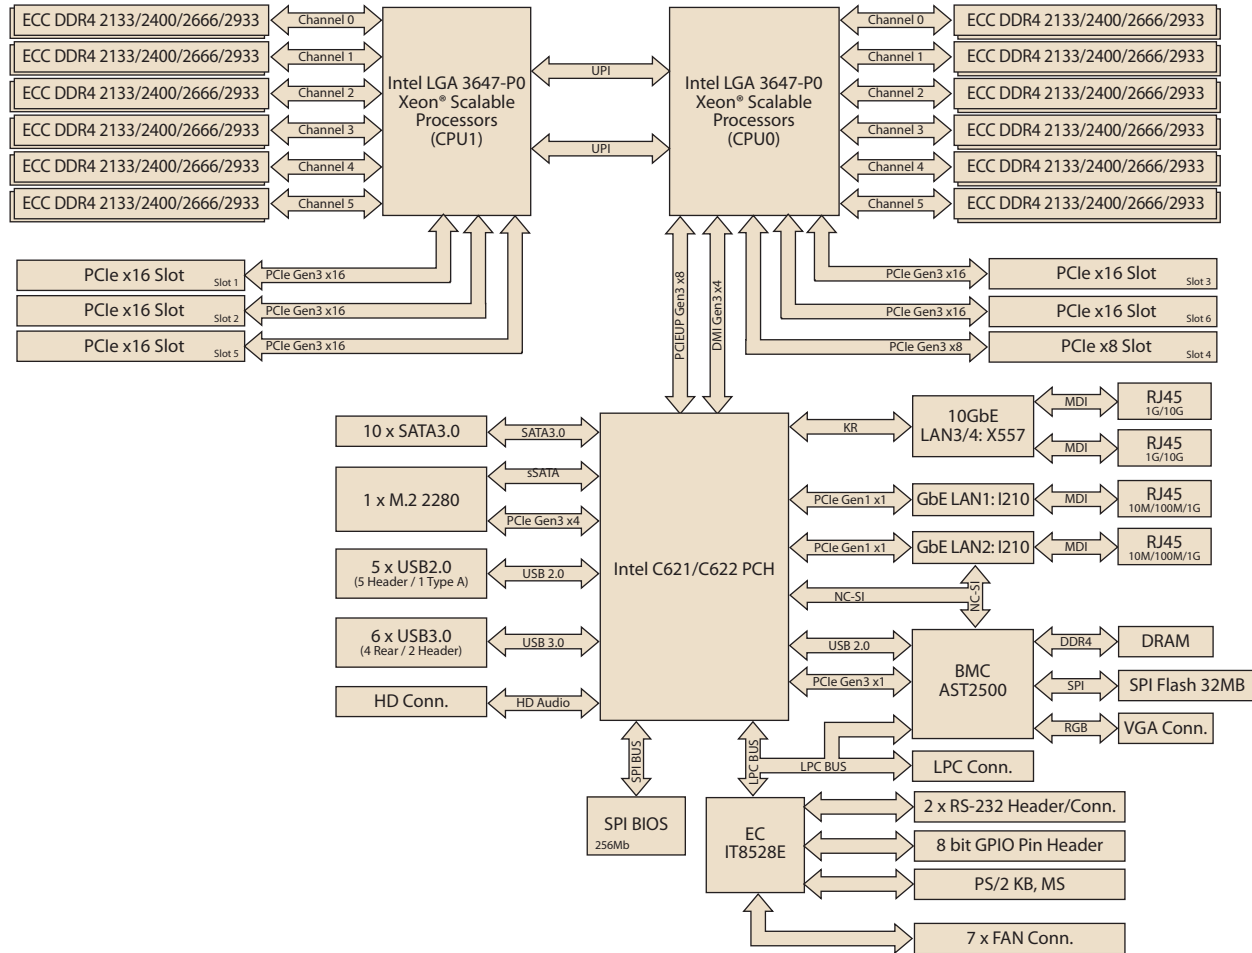 ECC DDR4 2133/2400/2666/2933
Channel 0
ECC DDR4 2133/2400/2666/2933
Channel 1
ECC DDR4 2133/2400/2666/2933
Channel 2
ECC DDR4 2133/2400/2666/2933
Channel 3
ECC DDR4 2133/2400/2666/2933
Channel 4
ECC DDR4 2133/2400/2666/2933
Channel 5
Intel LGA 3647-P0
Xeon® Scalable
Processors
(CPU1)
UPI
UPI
Intel LGA 3647-P0
Xeon® Scalable
Processors
(CPU0)
Channel 0
ECC DDR4 2133/2400/2666/2933
Channel 1
ECC DDR4 2133/2400/2666/2933
Channel 2
ECC DDR4 2133/2400/2666/2933
Channel 3
ECC DDR4 2133/2400/2666/2933
Channel 4
ECC DDR4 2133/2400/2666/2933
Channel 5
ECC DDR4 2133/2400/2666/2933
PCIe x16 Slot
Slot 1
PCIe Gen3 x16
PCIe x16 Slot
Slot 2
PCIe Gen3 x16
PCIe x16 Slot
Slot 5
PCIe Gen3 x16
PCIEUP Gen3 x8
DMI Gen3 x4
PCIe Gen3 x16
PCIe x16 Slot
Slot 3
PCIe Gen3 x16
PCIe x16 Slot
Slot 6
PCIe Gen3 x8
PCIe x8 Slot
Slot 4
10 x SATA3.0
SATA3.0
1 x M.2 2280
sSATA
PCIe Gen3 x4
5 x USB2.0
(5 Header / 1 Type A)
USB 2.0
6 x USB3.0
(4 Rear / 2 Header)
USB 3.0
HD Conn.
HD Audio
Intel C621/C622 PCH
KR
10GbE
LAN3/4: X557
MDI
RJ45
1G/10G
MDI
RJ45
1G/10G
PCIe Gen1 x1
GbE LAN1: I210
MDI
RJ45
10M/100M/1G
PCIe Gen1 x1
GbE LAN2: I210
MDI
RJ45
10M/100M/1G
NC-SI
NC-SI
USB 2.0
PCIe Gen3 x1
BMC
AST2500
DDR4
DRAM
SPI
SPI Flash 32MB
RGB
VGA Conn.
SPI BUS
LPC BUS
LPC BUS
LPC Conn.
SPI BIOS
256Mb
EC
IT8528E
2 x RS-232 Header/Conn.
8 bit GPIO Pin Header
PS/2 KB, MS
7 x FAN Conn.